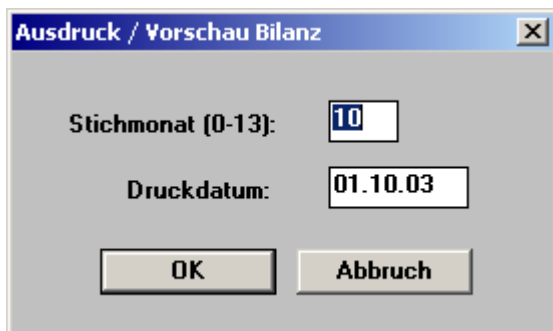 Ausdruck / Vorschau Bilanz
Stichmonat (0-13): 10
Druckdatum: 01.10.03
OK Abbruch